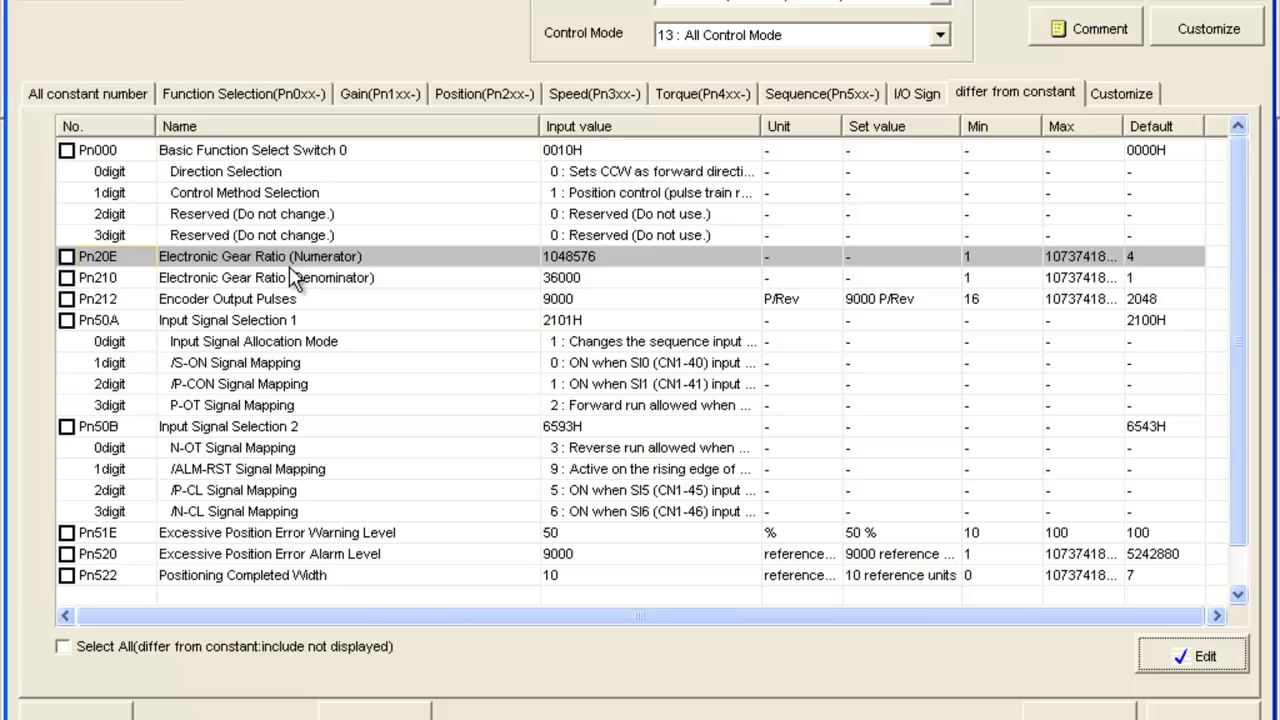 Control Mode 13 : All Control Mode Comment Customize
All constant number Function Selection(Pn0xx-) Gain(Pn1xx-) Position(Pn2xx-) Speed(Pn3xx-) Torque(Pn4xx-) Sequence(Pn5xx-) I/O Sign differ from constant Customize
No. Name Input value Unit Set value Min Max Default
Pn000 Basic Function Select Switch 0 0010H - - - - 0000H
0digit Direction Selection 0 : Sets CCW as forward directi... - - - - -
1digit Control Method Selection 1 : Position control (pulse train r... - - - - -
2digit Reserved (Do not change.) 0 : Reserved (Do not use.) - - - - -
3digit Reserved (Do not change.) 0 : Reserved (Do not use.) - - - - -
Pn20E Electronic Gear Ratio (Numerator) 1048576 - - 1 10737418... 4
Pn210 Electronic Gear Ratio (Denominator) 36000 - - 1 10737418... 1
Pn212 Encoder Output Pulses 9000 P/Rev 9000 P/Rev 16 10737418... 2048
Pn50A Input Signal Selection 1 2101H - - - - 2100H
0digit Input Signal Allocation Mode 1 : Changes the sequence input ... - - - - -
1digit /S-ON Signal Mapping 0 : ON when SI0 (CN1-40) input ... - - - - -
2digit /P-CON Signal Mapping 1 : ON when SI1 (CN1-41) input ... - - - - -
3digit P-OT Signal Mapping 2 : Forward run allowed when ... - - - - -
Pn50B Input Signal Selection 2 6593H - - - - 6543H
0digit N-OT Signal Mapping 3 : Reverse run allowed when ... - - - - -
1digit /ALM-RST Signal Mapping 9 : Active on the rising edge of ... - - - - -
2digit /P-CL Signal Mapping 5 : ON when SI5 (CN1-45) input ... - - - - -
3digit /N-CL Signal Mapping 6 : ON when SI6 (CN1-46) input ... - - - - -
Pn51E Excessive Position Error Warning Level 50 % 50 % 10 100 100
Pn520 Excessive Position Error Alarm Level 9000 reference... 9000 reference ... 1 10737418... 5242880
Pn522 Positioning Completed Width 10 reference... 10 reference units 0 10737418... 7
Select All(differ from constant:include not displayed)
Edit